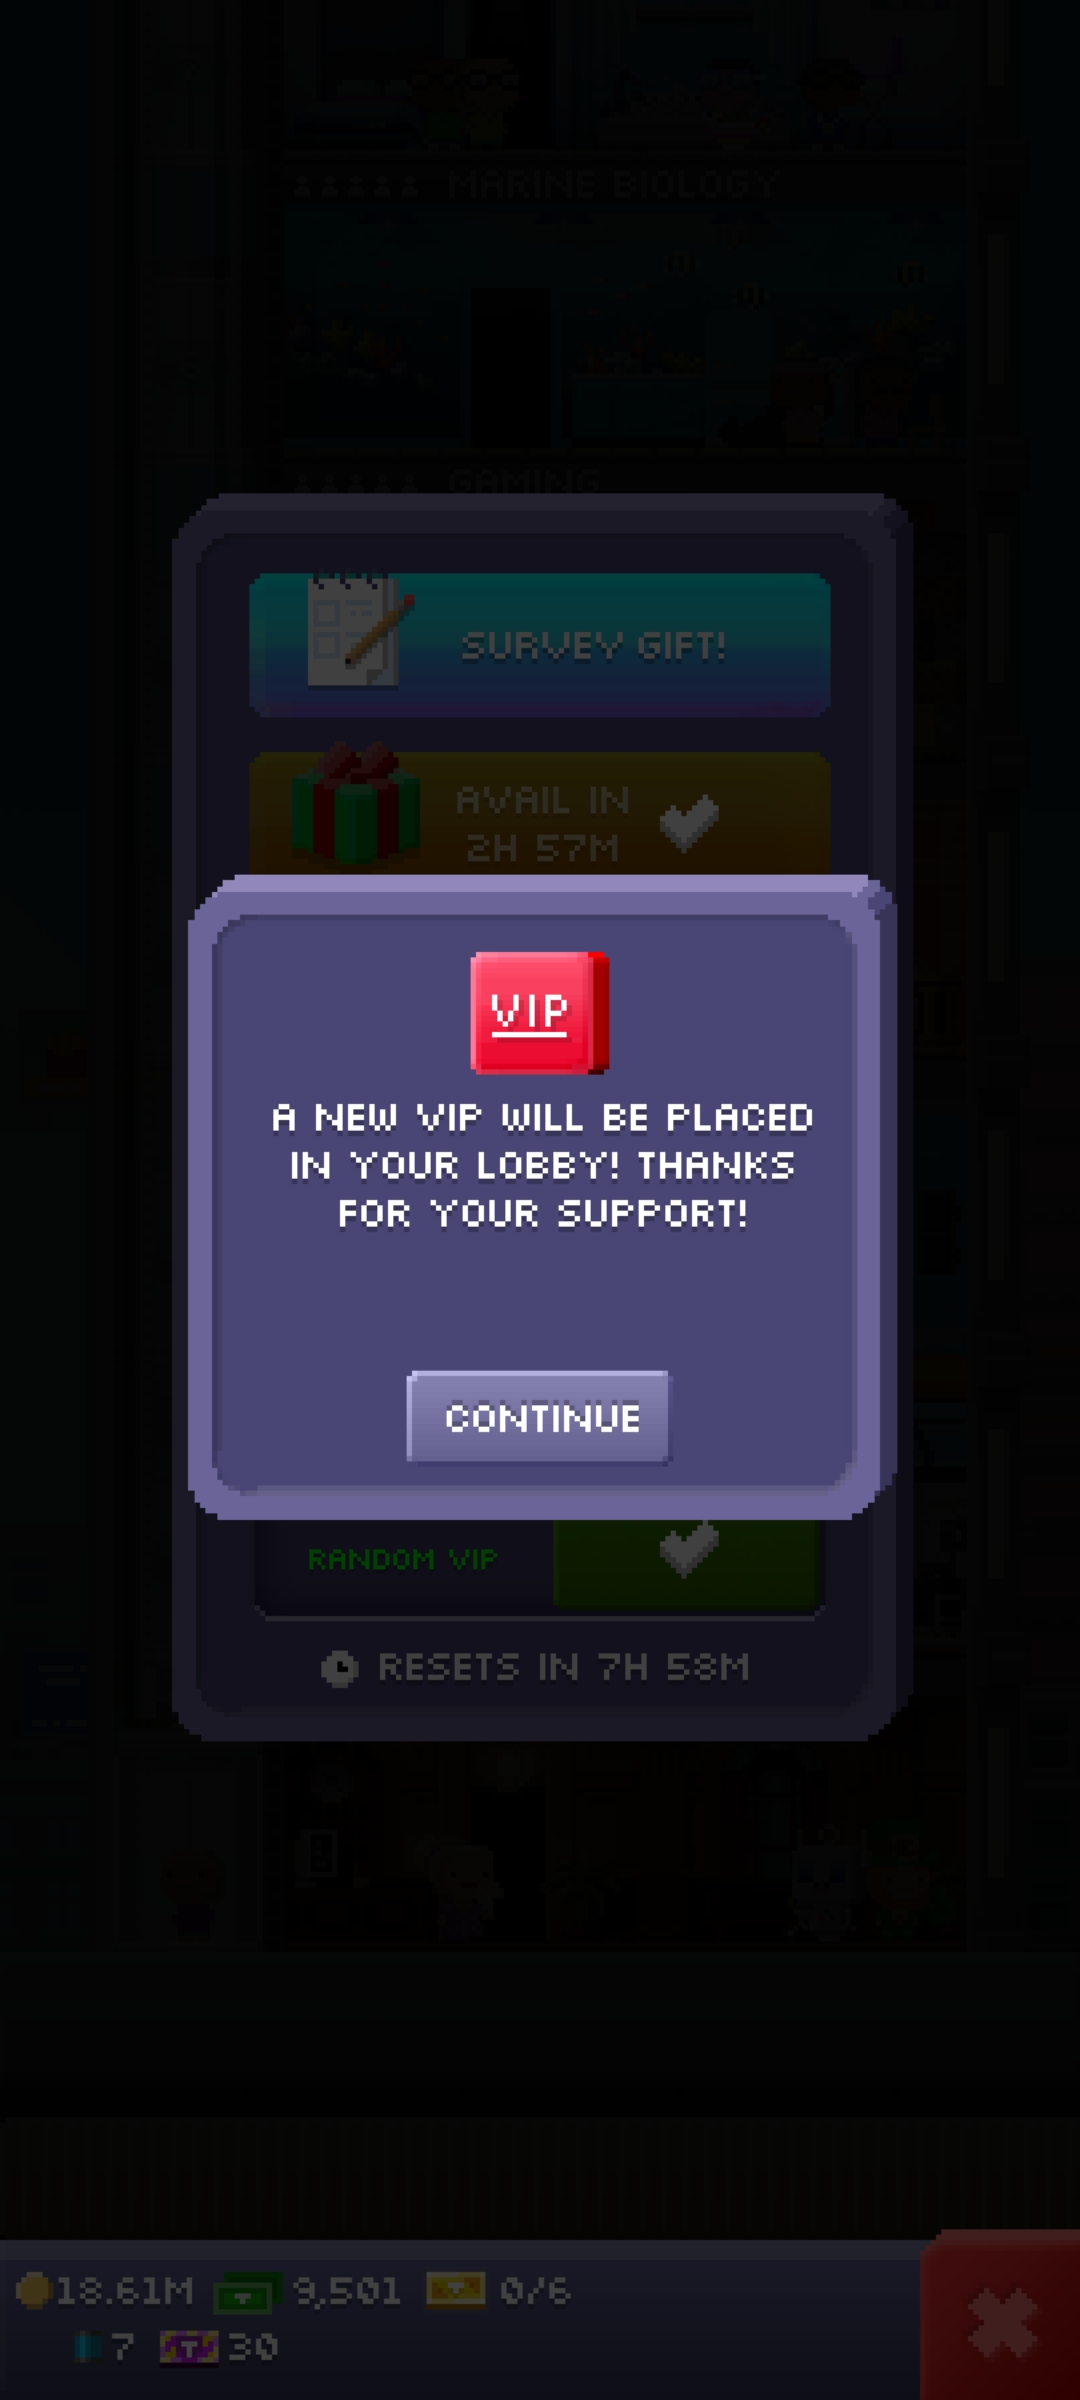 MARINE BIOLOGY
GAMING
SURVEY GIFT!
AVAIL IN
2H 57M
VIP
A NEW VIP WILL BE PLACED
IN YOUR LOBBY! THANKS
FOR YOUR SUPPORT!
CONTINUE
RANDOM VIP
RESETS IN 7H 58M
18.61M 9,501 0/6
7 T 30